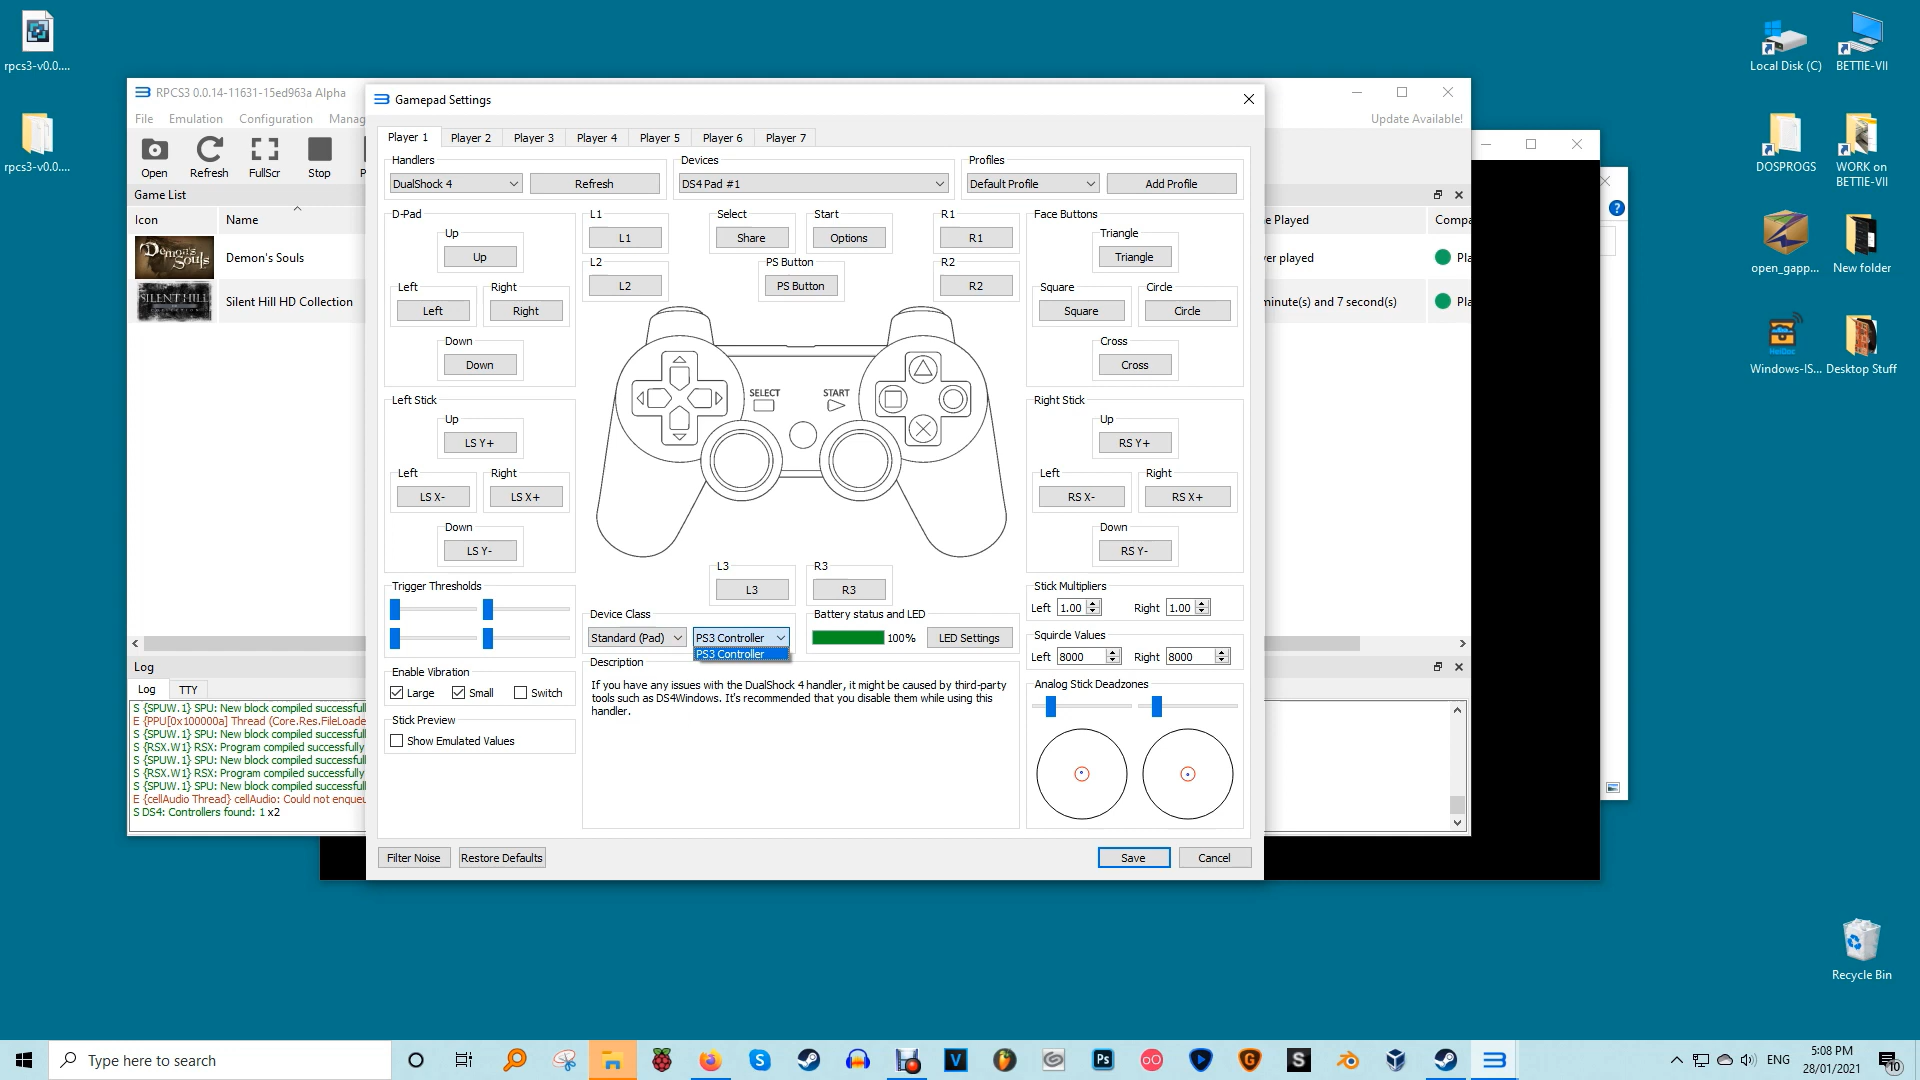 rpcs3-v0.0....
rpcs3-v0.0....
Local Disk (C)
BETTIE-VII
DOSPROGS
WORK on
BETTIE-VII
open_gapp...
New folder
Windows-IS...
Desktop Stuff
Recycle Bin
RPCS3 0.0.14-11631-15ed963a Alpha
File
Emulation
Configuration
Manag
Update Available!
Open
Refresh
FullScr
Stop
Game List
Icon
Name
e Played
Compa
DEMON'S SOULS
Demon's Souls
er played
Pla
SILENT HILL
Silent Hill HD Collection
minute(s) and 7 second(s)
Pla
Log
Log
TTY
S {SPUW.1} SPU: New block compiled successfull
E {PPU[0x100000a] Thread (Core.Res.FileLoade
S {SPUW.1} SPU: New block compiled successfull
S {RSX.W1} RSX: Program compiled successfully
S {SPUW.1} SPU: New block compiled successfull
S {RSX.W1} RSX: Program compiled successfully
S {SPUW.1} SPU: New block compiled successfull
E {cellAudio Thread} cellAudio: Could not enqueu
S DS4: Controllers found: 1 x2
Gamepad Settings
Player 1
Player 2
Player 3
Player 4
Player 5
Player 6
Player 7
Handlers
DualShock 4
Refresh
Devices
DS4 Pad #1
Profiles
Default Profile
Add Profile
D-Pad
Up
Up
Left
Left
Right
Right
Down
Down
L1
L1
L2
L2
Select
Share
Start
Options
PS Button
PS Button
R1
R1
R2
R2
Face Buttons
Triangle
Triangle
Square
Square
Circle
Circle
Cross
Cross
SELECT
START
Left Stick
Up
LS Y+
Left
LS X-
Right
LS X+
Down
LS Y-
Right Stick
Up
RS Y+
Left
RS X-
Right
RS X+
Down
RS Y-
L3
L3
R3
R3
Trigger Thresholds
Enable Vibration
Large
Small
Switch
Stick Preview
Show Emulated Values
Device Class
Standard (Pad)
PS3 Controller
PS3 Controller
Battery status and LED
100%
LED Settings
Description
If you have any issues with the DualShock 4 handler, it might be caused by third-party
tools such as DS4Windows. It's recommended that you disable them while using this
handler.
Stick Multipliers
Left 1.00
Right 1.00
Squircle Values
Left 8000
Right 8000
Analog Stick Deadzones
Filter Noise
Restore Defaults
Save
Cancel
Type here to search
Ps
ENG
5:08 PM
28/01/2021
10